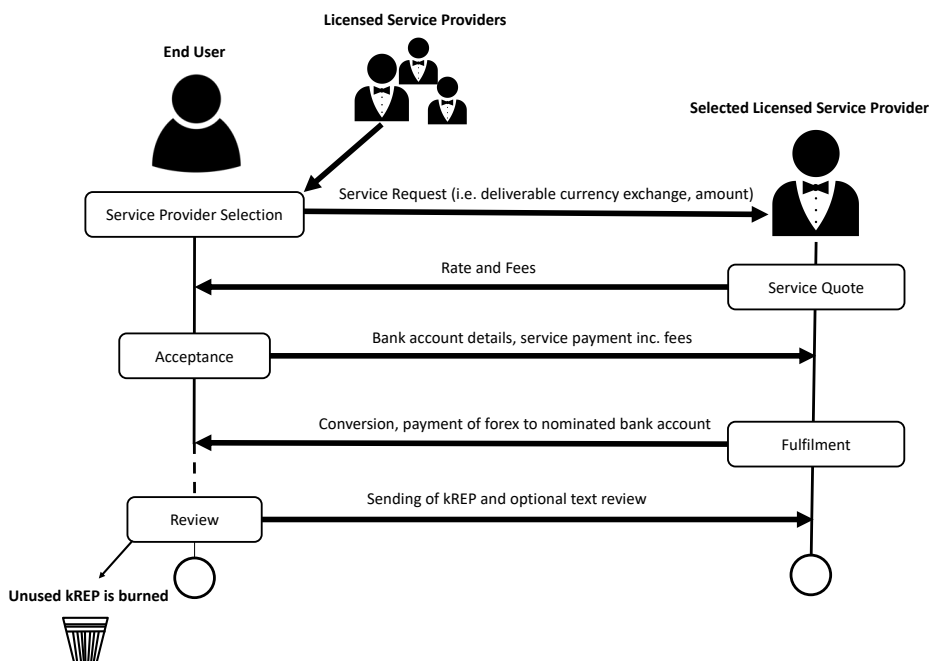 Licensed Service Providers
End User
Selected Licensed Service Provider
Service Request (i.e. deliverable currency exchange, amount)
Service Provider Selection
Rate and Fees
Service Quote
Bank account details, service payment inc. fees
Acceptance
Conversion, payment of forex to nominated bank account
Fulfilment
Sending of kREP and optional text review
Review
Unused kREP is burned